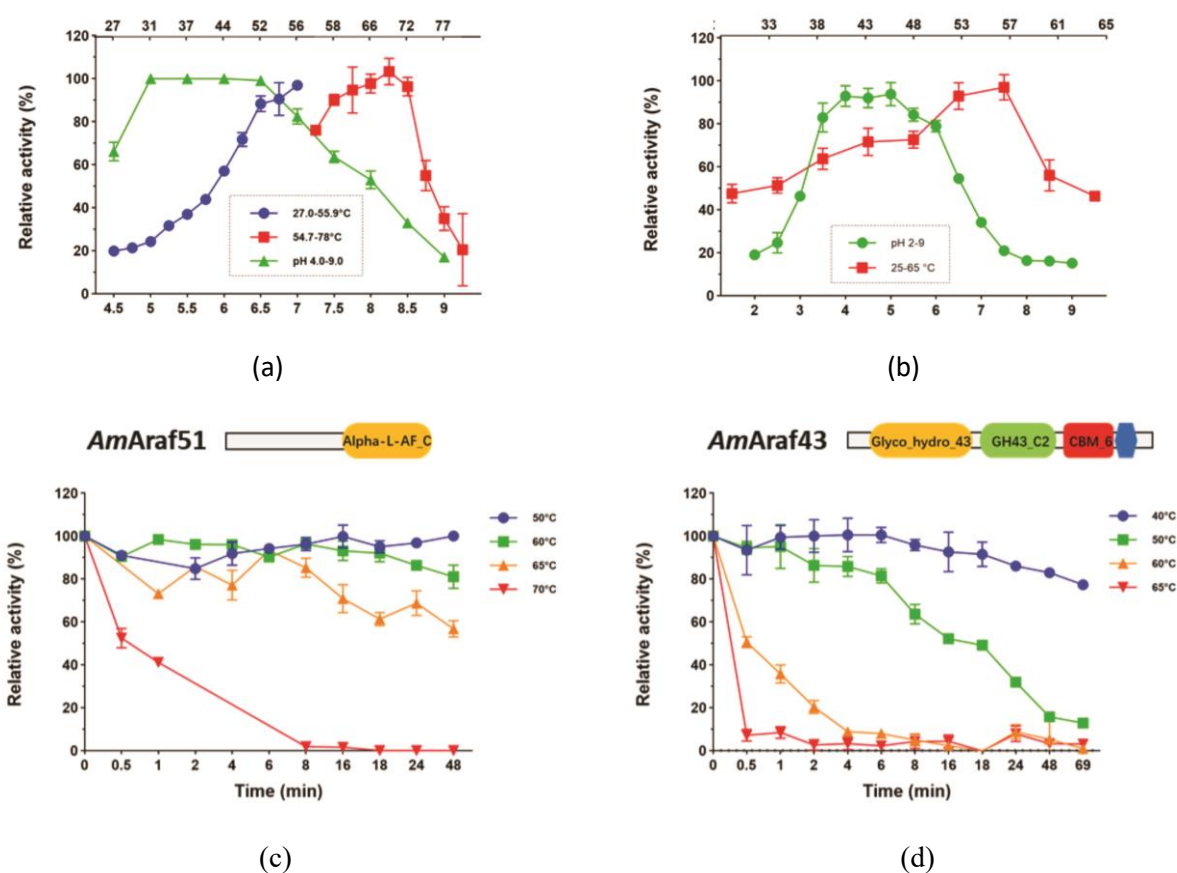 27 31 37 44 52 56 58 66 72 77
120
100
80
60
40
20
0
Relative activity (%)
27.0-55.9°C
54.7-78°C
pH 4.0-9.0
4.5 5 5.5 6 6.5 7 7.5 8 8.5 9
(a)
33 38 43 48 53 57 61 65
120
100
80
60
40
20
0
Relative activity (%)
pH 2-9
25-65 °C
2 3 4 5 6 7 8 9
(b)
AmAraf51
Alpha-L-AF_C
120
100
80
60
40
20
0
Relative activity (%)
50°C
60°C
65°C
70°C
0 0.5 1 2 4 6 8 16 18 24 48
Time (min)
(c)
AmAraf43
Glyco_hydro_43 GH43_C2 CBM_6
120
100
80
60
40
20
0
Relative activity (%)
40°C
50°C
60°C
65°C
0 0.5 1 2 4 6 8 16 18 24 48 69
Time (min)
(d)